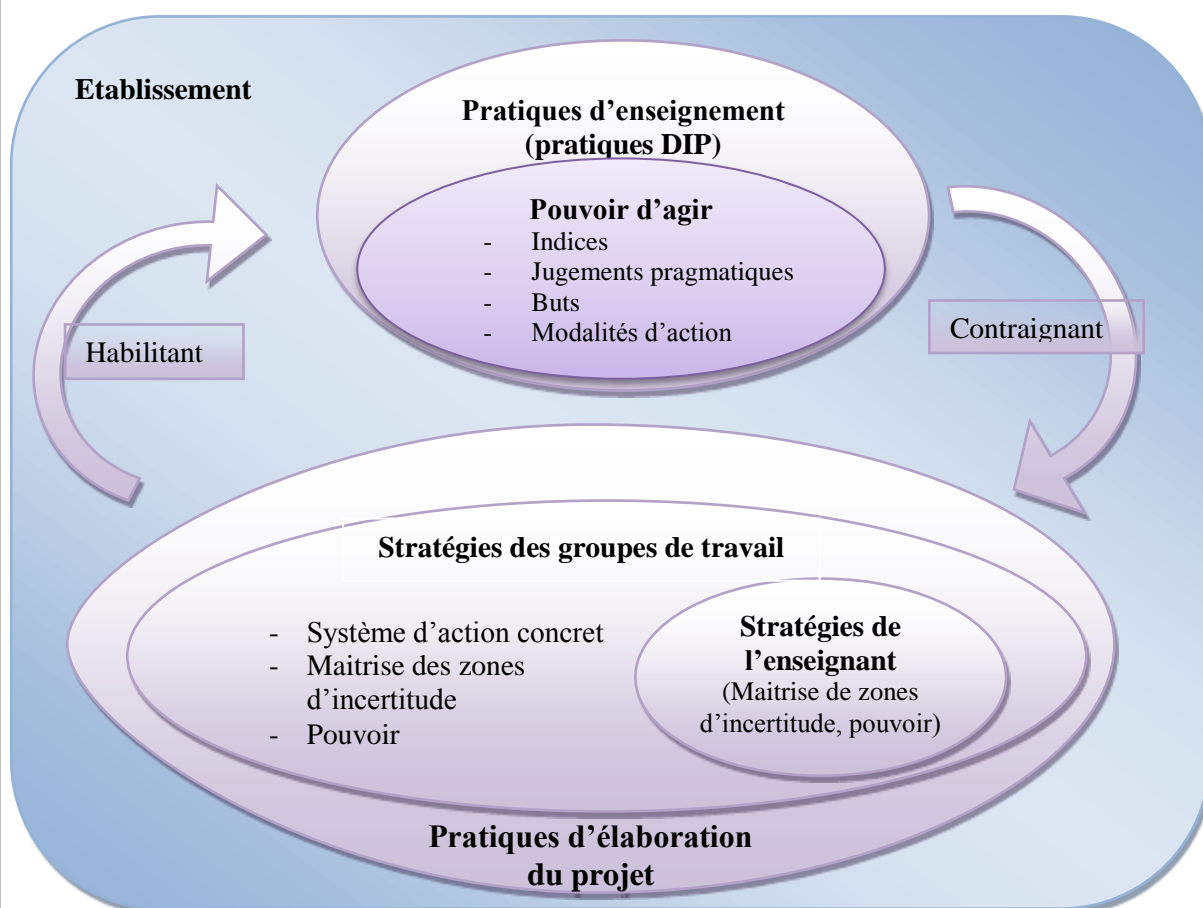 Etablissement
Pratiques d’enseignement
(pratiques DIP)
Pouvoir d’agir
- Indices
- Jugements pragmatiques
- Buts
- Modalités d’action
Habilitant
Contraignant
Stratégies des groupes de travail
- Système d’action concret
- Maitrise des zones
d’incertitude
- Pouvoir
Stratégies de
l’enseignant
(Maitrise de zones
d’incertitude, pouvoir)
Pratiques d’élaboration
du projet